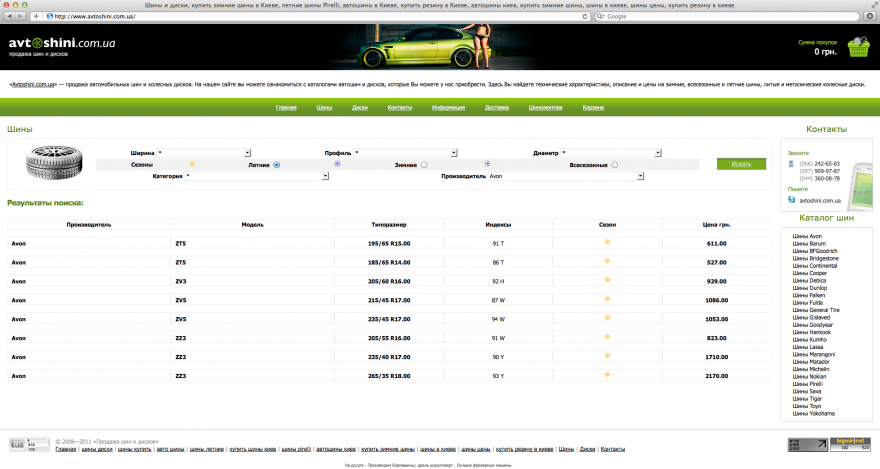 Шины и диски, купить зимние шины в Киеве, летние шины Pirelli, автошины в Киеве, купить резину в Киеве, автошины киев, купить зимние шины, шины в киеве, шины цены, купить резину в киеве
http://www.avtoshini.com.ua/
Google
avtoshini.com.ua
продажа шин и дисков
Сумма покупок
0 грн.
«Avtoshini.com.ua» — продажа автомобильных шин и колесных дисков. На нашем сайте вы можете ознакомиться с каталогами автошин и дисков, которые Вы можете у нас приобрести. Здесь Вы найдете технические характеристики, описание и цены на зимние, всесезонные и летние шины, литые и металические колесные диски.
Главная Шины Диски Контакты Информация Доставка Шиномонтаж Корзина
Шины
Ширина * Профиль * Диаметр *
Сезоны Летние Зимние Всесезонные
Искать
Категория * Производитель Avon
Результаты поиска:
Производитель Модель Типоразмер Индексы Сезон Цена грн.
Avon ZT5 195/65 R15.00 91 T 611.00
Avon ZT5 185/65 R14.00 86 T 527.00
Avon ZV3 205/60 R16.00 92 H 929.00
Avon ZV5 215/45 R17.00 87 W 1086.00
Avon ZV5 235/45 R17.00 94 W 1053.00
Avon ZZ3 205/55 R16.00 91 W 823.00
Avon ZZ3 235/40 R17.00 90 Y 1710.00
Avon ZZ3 265/35 R18.00 93 Y 2170.00
Контакты
Звоните
(066) 242-65-83
(097) 909-97-87
(044) 360-08-78
Пишите
avtoshini.com.ua
Каталог шин
Шины Avon
Шины Barum
Шины BFGoodrich
Шины Bridgestone
Шины Continental
Шины Cooper
Шины Debica
Шины Dunlop
Шины Falken
Шины Fulda
Шины General Tire
Шины Gislaved
Шины Goodyear
Шины Hankook
Шины Kumho
Шины Lassa
Шины Marangoni
Шины Matador
Шины Michelin
Шины Nokian
Шины Pirelli
Шины Sava
Шины Tigar
Шины Toyo
Шины Yokohama
© 2006—2011 «Продажа шин и дисков»
Главная | шины диски | шины купить | авто шины | шины летние | купить шины киев | шины pirelli | автошины киев | купить зимние шины | шины в киеве | шины цены | купить резину в киеве | Шины | Диски | Контакты
bigmir)net